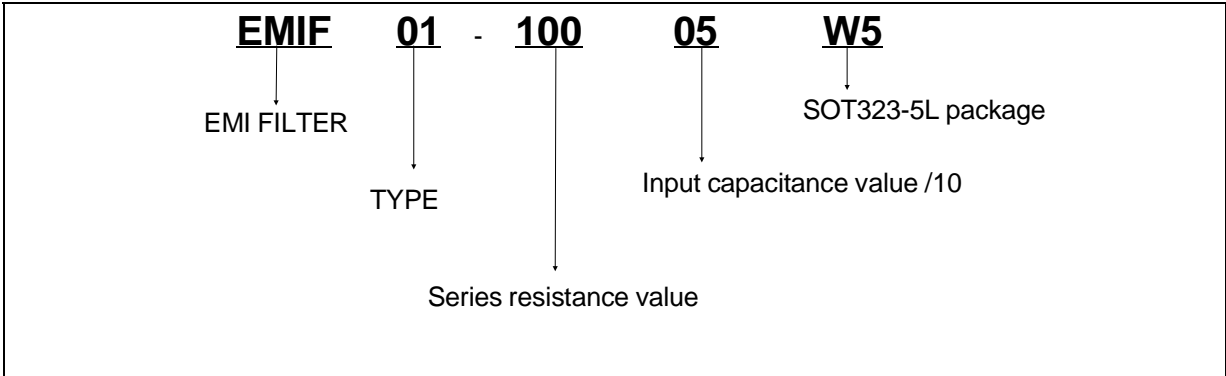 EMIF 01 - 100 05 W5
SOT323-5L package
EMI FILTER
Input capacitance value /10
TYPE
Series resistance value